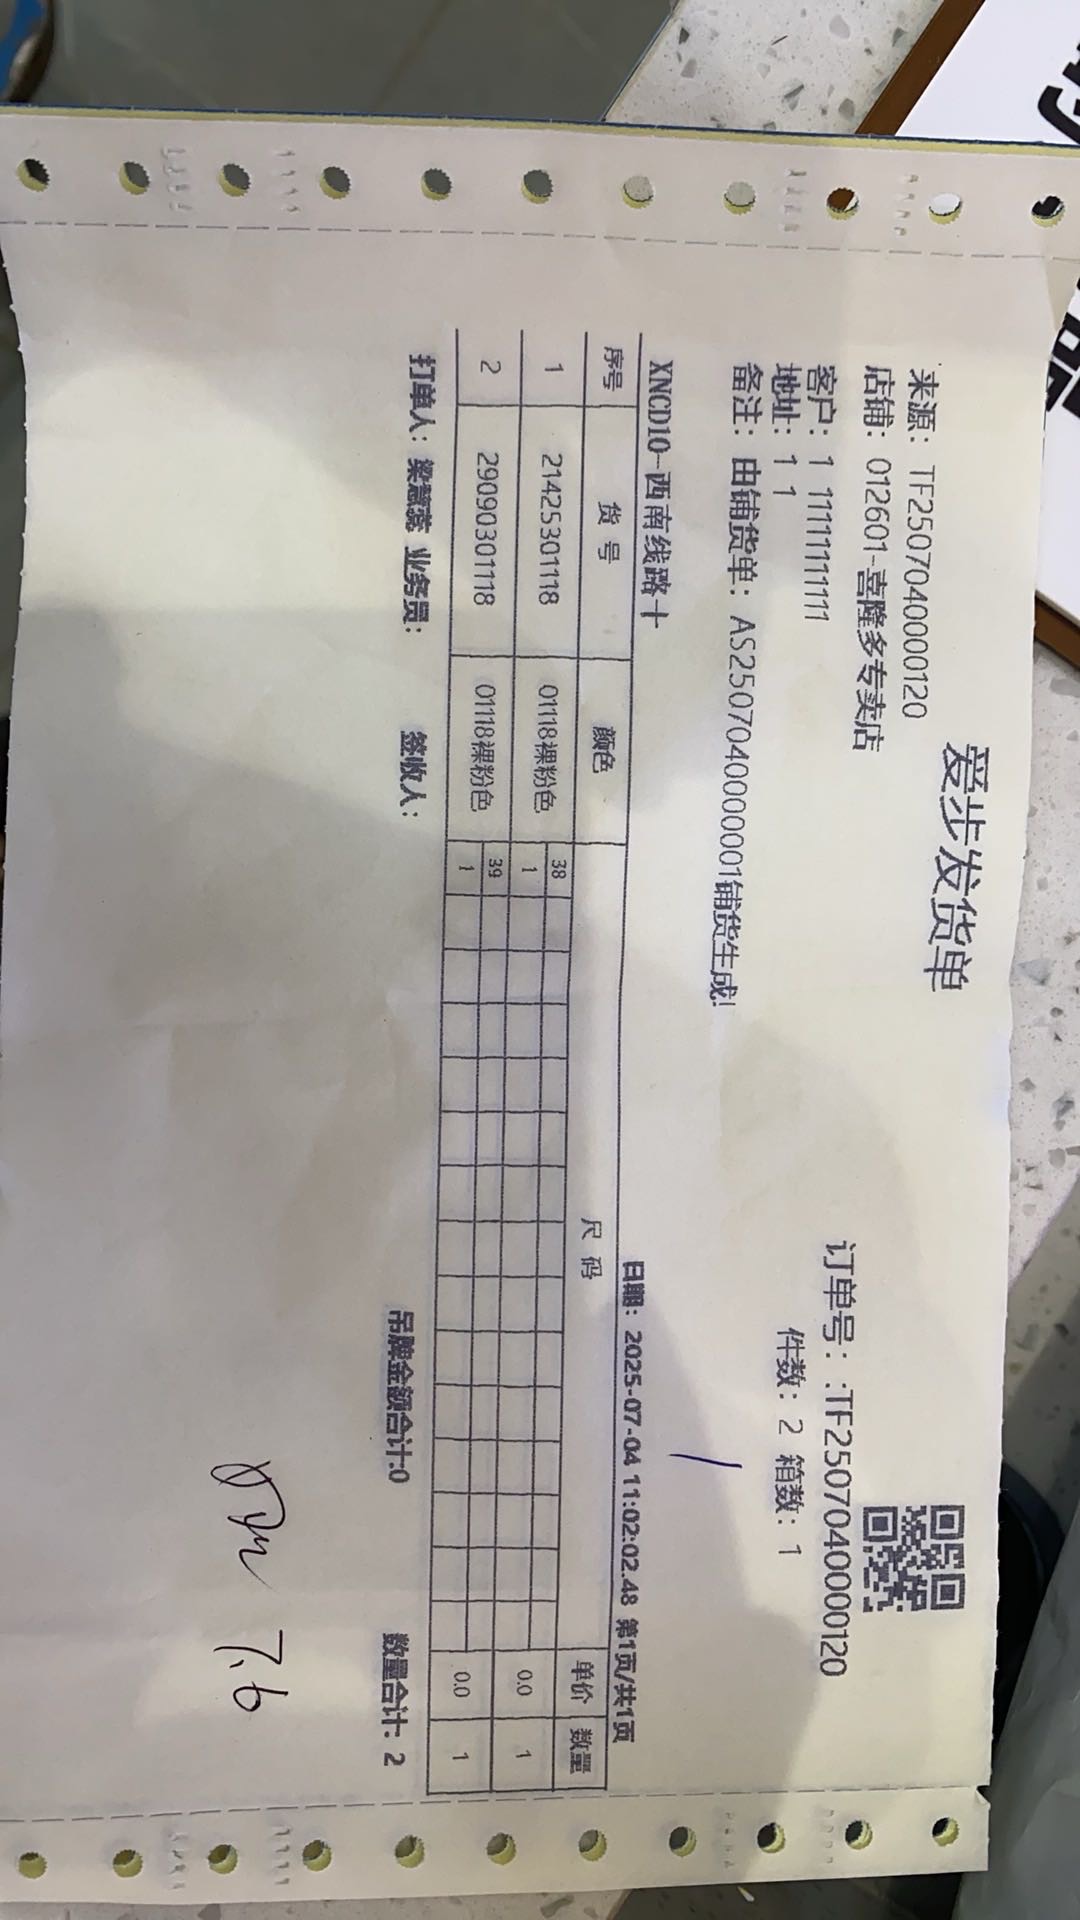 爱步发货单
来源：TF25070400000120
店铺：012601-喜隆多专卖店
订单号：:TF25070400000120
客户：1 11111111111
地址：1 1
件数：2 箱数：1
备注：由铺货单：AS25070400000001铺货生成!
XNCD10--西南线路十
日期：2025-07-04 11:02:02.48 第1页/共1页
序号 货号 颜色 尺码 单价 数量
38
1 21425301118 01118裸粉色 1 0.0 1
39
2 29090301118 01118裸粉色 1 0.0 1
打单人：梁慧 业务员： 签收人： 吊牌金额合计:0 数量合计：2
7.6